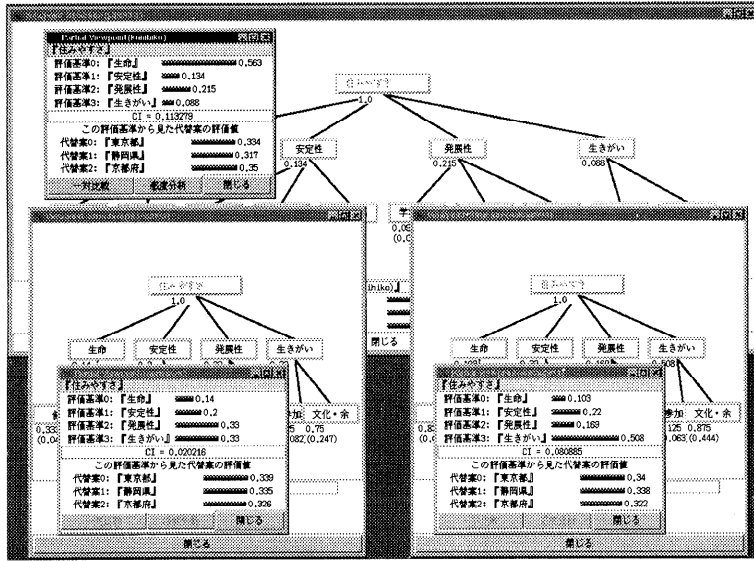 Partial Viewpoint(kunihiko)
『住みやすさ』
評価基準0: 『生命』 0.563
評価基準1: 『安定性』 0.134
評価基準2: 『発展性』 0.215
評価基準3: 『生きがい』 0.088
CI = 0.113279
この評価基準から見た代替案の評価値
代替案0: 『東京都』 0.334
代替案1: 『静岡県』 0.317
代替案2: 『京都府』 0.35
一対比較 感度分析 閉じる
住みやすさ
1.0
安定性 発展性 生きがい
0.134 0.215 0.088
閉じる
住みやすさ
1.0
生命 安定性 発展性 生きがい
『住みやすさ』
評価基準0: 『生命』 0.14
評価基準1: 『安定性』 0.2
評価基準2: 『発展性』 0.33
評価基準3: 『生きがい』 0.33
CI = 0.020216
この評価基準から見た代替案の評価値
代替案0: 『東京都』 0.339
代替案1: 『静岡県』 0.335
代替案2: 『京都府』 0.326
閉じる
参加 文化・余
0.75
(0.247)
閉じる
住みやすさ
1.0
生命 安定性 発展性 生きがい
0.508
『住みやすさ』
評価基準0: 『生命』 0.103
評価基準1: 『安定性』 0.22
評価基準2: 『発展性』 0.169
評価基準3: 『生きがい』 0.508
CI = 0.080885
この評価基準から見た代替案の評価値
代替案0: 『東京都』 0.34
代替案1: 『静岡県』 0.338
代替案2: 『京都府』 0.322
閉じる
参加 文化・余
0.125 0.875
0.063 (0.444)
閉じる